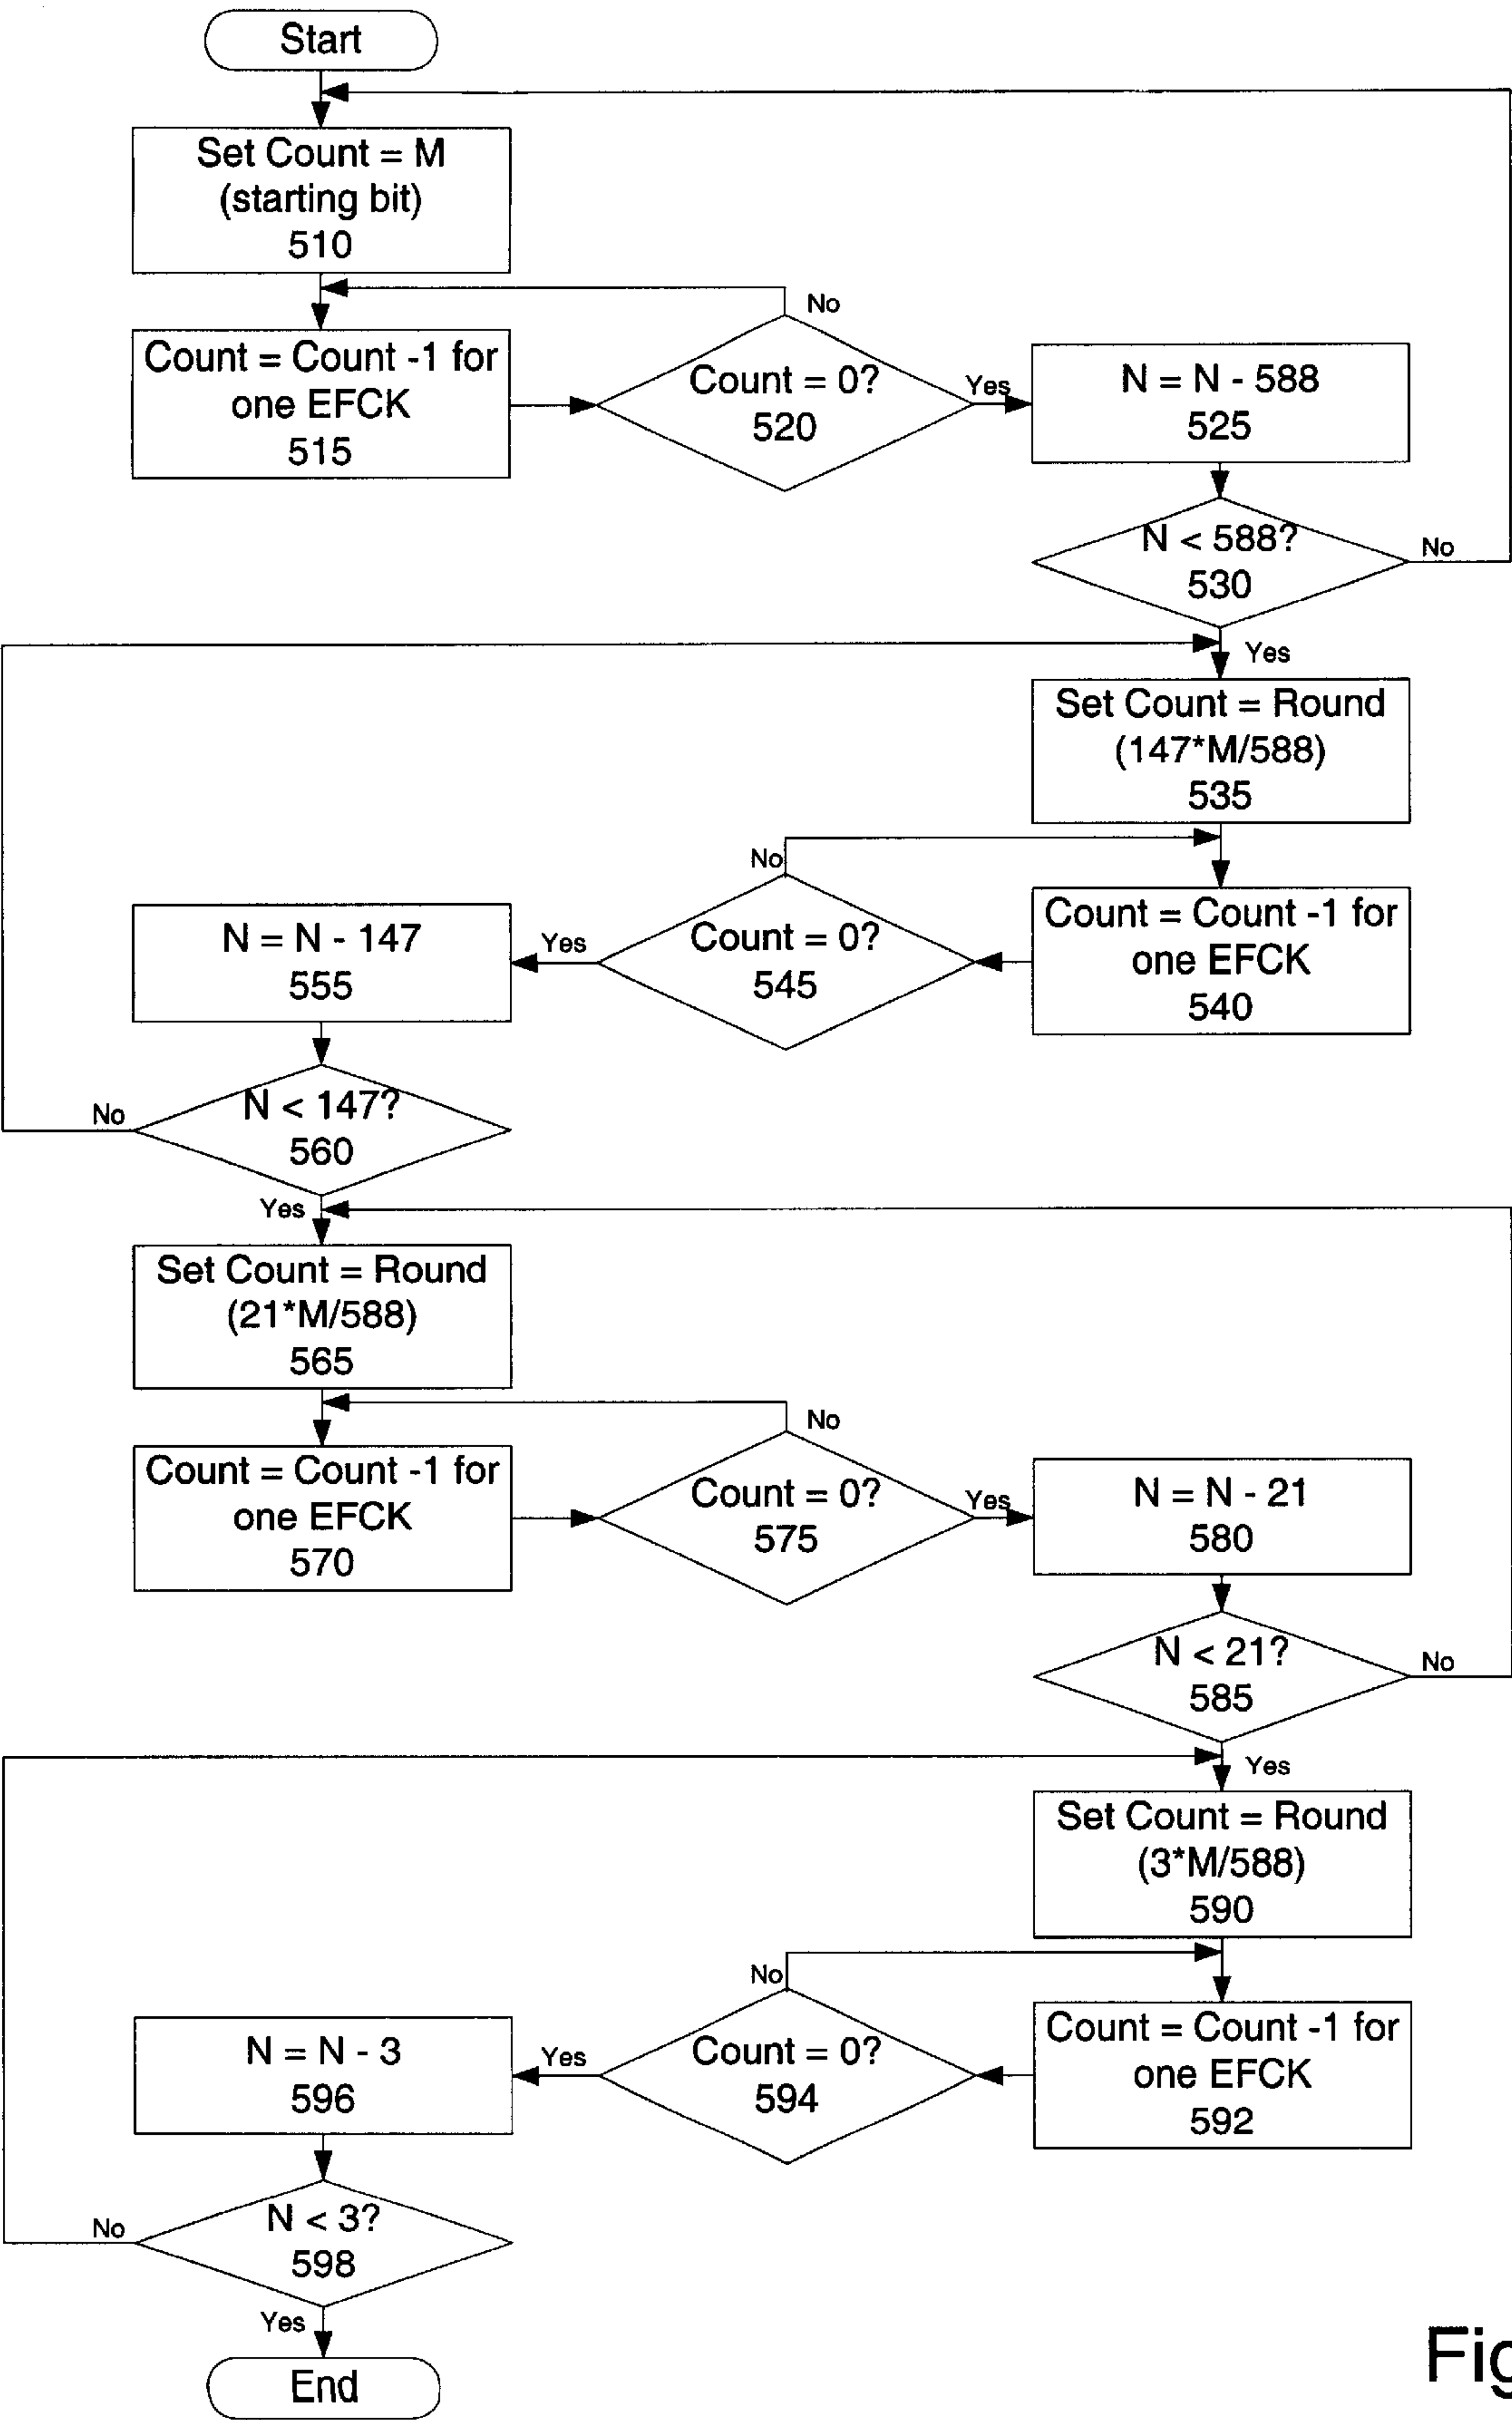 Start
Set Count = M
(starting bit)
510
No
Count = Count -1 for
one EFCK
515
Count = 0?
520
Yes
N = N - 588
525
N < 588?
530
No
Yes
Set Count = Round
(147*M/588)
535
No
Count = Count -1 for
one EFCK
540
Count = 0?
545
Yes
N = N - 147
555
N < 147?
560
No
Yes
Set Count = Round
(21*M/588)
565
No
Count = Count -1 for
one EFCK
570
Count = 0?
575
Yes
N = N - 21
580
N < 21?
585
No
Yes
Set Count = Round
(3*M/588)
590
No
Count = Count -1 for
one EFCK
592
Count = 0?
594
Yes
N = N - 3
596
N < 3?
598
No
Yes
End